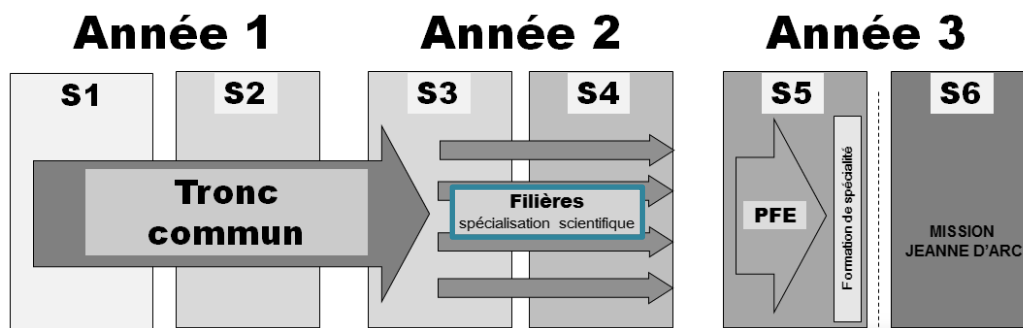 Année 1
Année 2
Année 3
S1
S2
S3
S4
S5
S6
Tronc
commun
Filières
spécialisation scientifique
PFE
Formation de spécialité
MISSION
JEANNE D'ARC